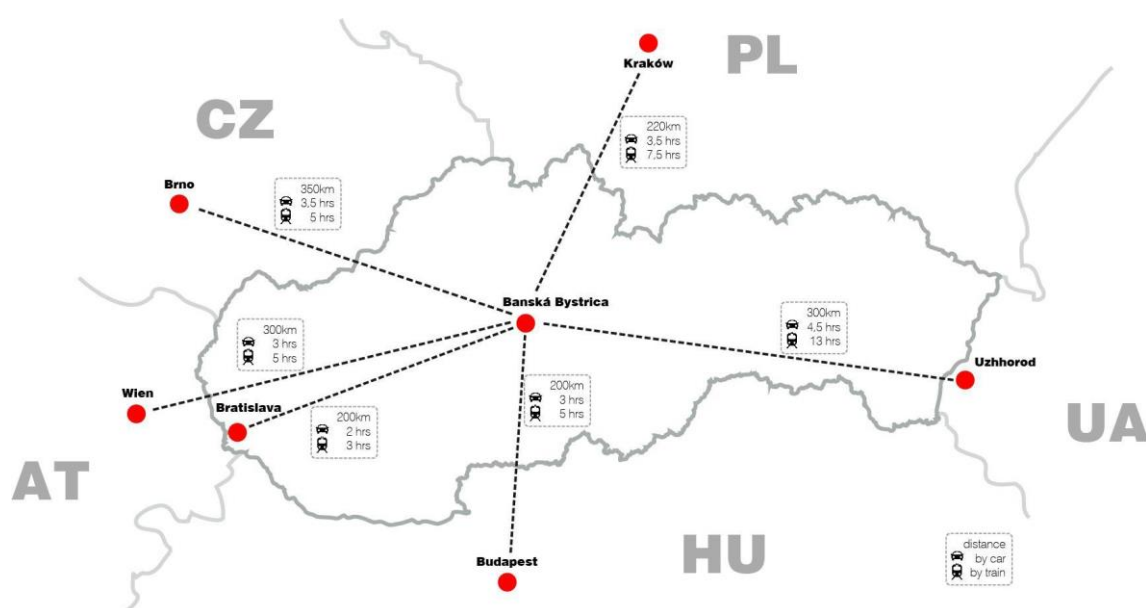 PL
Kraków
CZ
220km
3,5 hrs
7,5 hrs
Brno
350km
3,5 hrs
5 hrs
Banská Bystrica
300km
4,5 hrs
13 hrs
300km
3 hrs
5 hrs
Uzhhorod
Wien
Bratislava
200km
3 hrs
5 hrs
200km
2 hrs
3 hrs
UA
AT
HU
Budapest
distance
by car
by train